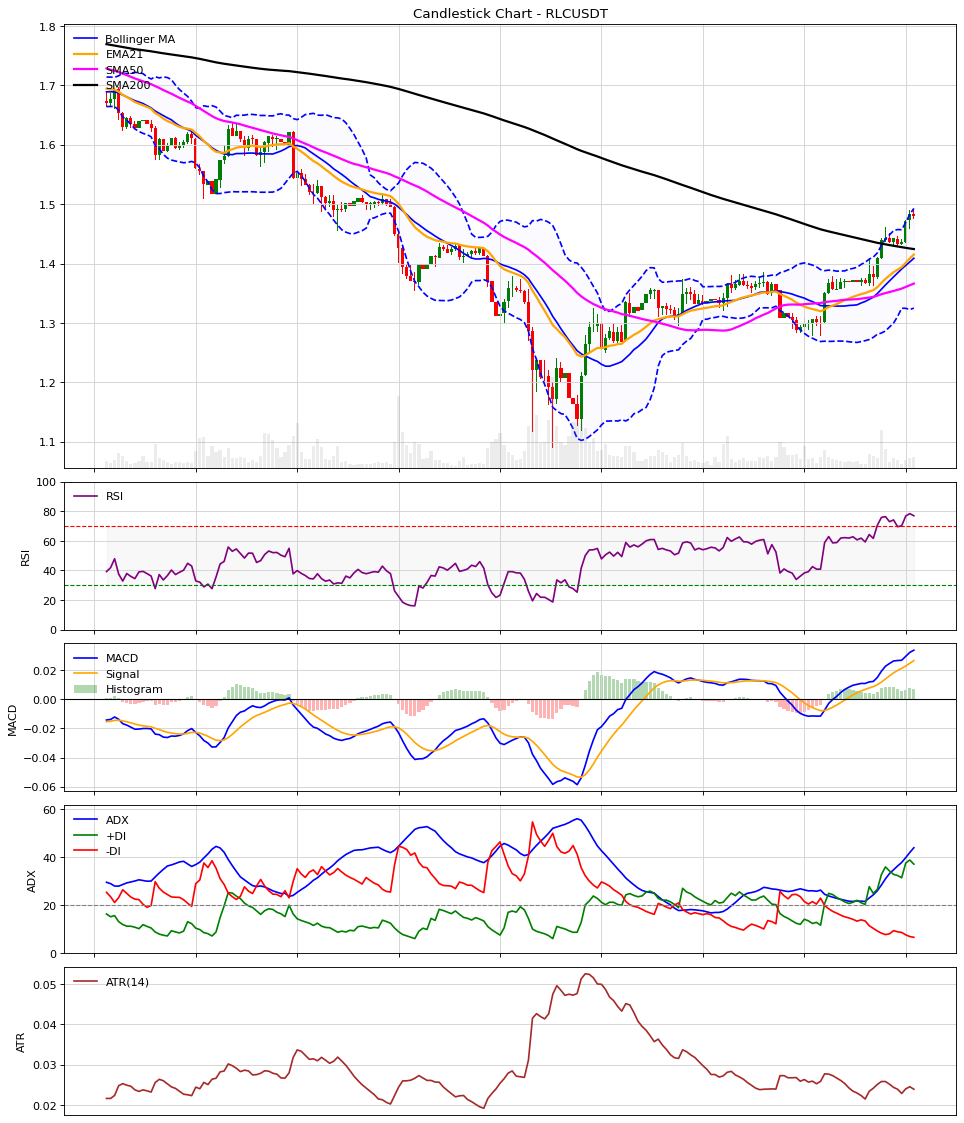 Candlestick Chart - RLCUSDT
1.8
1.7
1.6
1.5
1.4
1.3
1.2
1.1
Bollinger MA
EMA21
SMA50
SMA200
100
80
60
40
20
0
RSI
RSI
0.02
0.00
−0.02
−0.04
−0.06
MACD
MACD
Signal
Histogram
60
40
20
0
ADX
ADX
+DI
-DI
0.05
0.04
0.03
0.02
ATR
ATR(14)